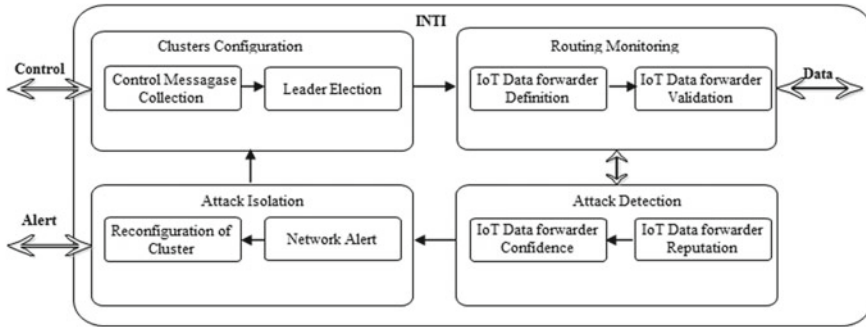 INTI
Clusters Configuration
Routing Monitoring
Control
Control Messagase
Collection
Leader Election
IoT Data forwarder
Definition
IoT Data forwarder
Validation
Data
Attack Isolation
Attack Detection
Alert
Reconfiguration of
Cluster
Network Alert
IoT Data forwarder
Confidence
IoT Data forwarder
Reputation